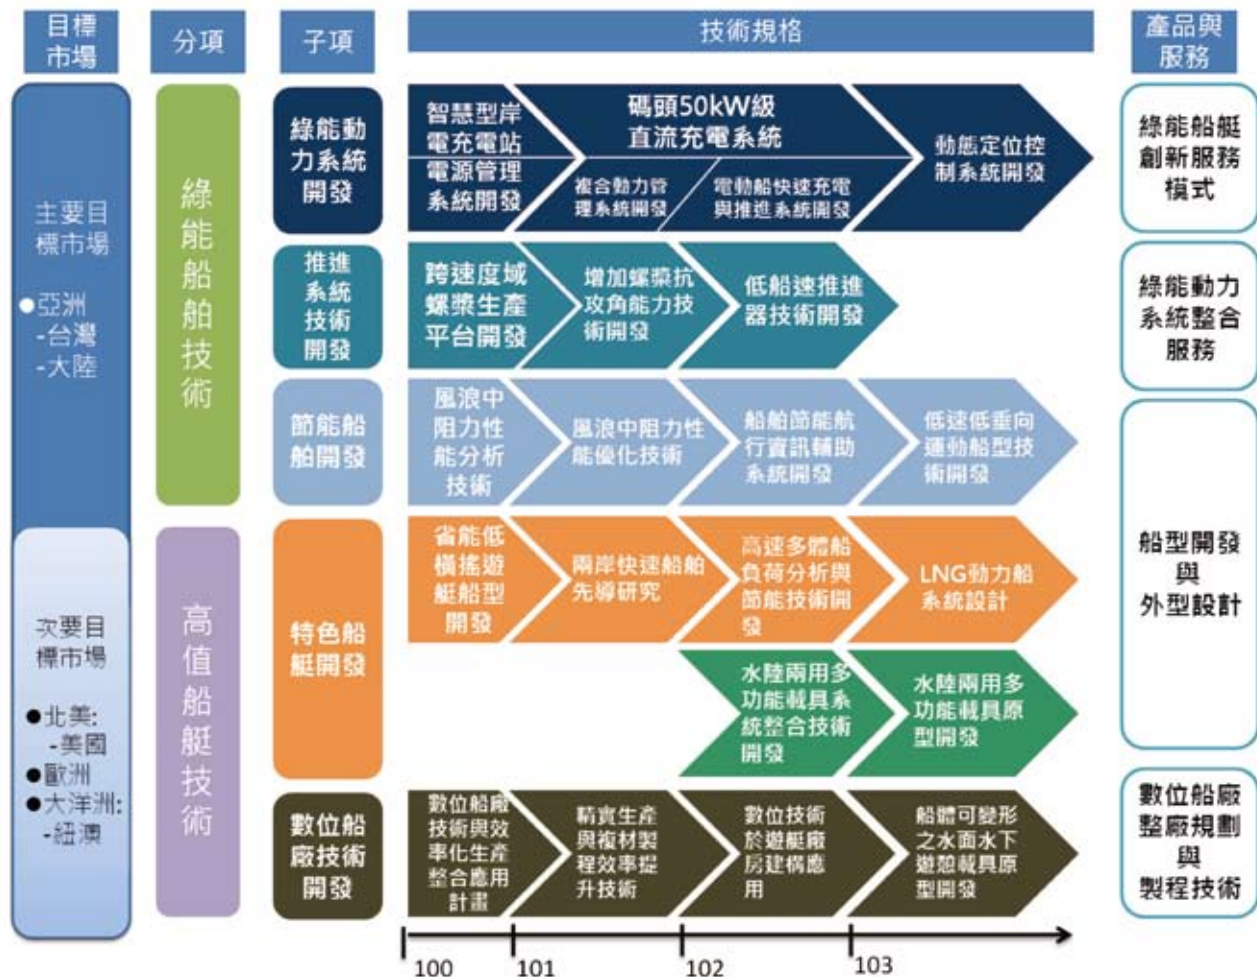 目標
市場
分項
子項
技術規格
產品與
服務
主要目
標市場
●亞洲
-台灣
-大陸
次要目
標市場
●北美:
-美國
●歐洲
●大洋洲:
-紐澳
綠能船舶技術
高值船艇技術
綠能動
力系統
開發
智慧型岸
電充電站
電源管理
系統開發
碼頭50kW級
直流充電系統
複合動力管
理系統開發
電動船快速充電
與推進系統開發
動態定位控
制系統開發
推進
系統
技術
開發
跨速度域
螺槳生產
平台開發
增加螺槳抗
攻角能力技
術開發
低船速推進
器技術開發
節能船
舶開發
風浪中
阻力性
能分析
技術
風浪中阻力性
能優化技術
船舶節能航
行資訊輔助
系統開發
低速低垂向
運動船型技
術開發
特色船
艇開發
省能低
橫搖遊
艇船型
開發
兩岸快速船舶
先導研究
高速多體船
負荷分析與
節能技術開
發
LNG動力船
系統設計
水陸兩用多
功能載具系
統整合技術
開發
水陸兩用多
功能載具原
型開發
數位船
廠技術
開發
數位船廠
技術與效
率化生產
整合應用
計畫
精實生產
與複材製
程效率提
升技術
數位技術
於遊艇廠
房建構應
用
船體可變形
之水面水下
遊憩載具原
型開發
綠能船艇
創新服務
模式
綠能動力
系統整合
服務
船型開發
與
外型設計
數位船廠
整廠規劃
與
製程技術
100
101
102
103